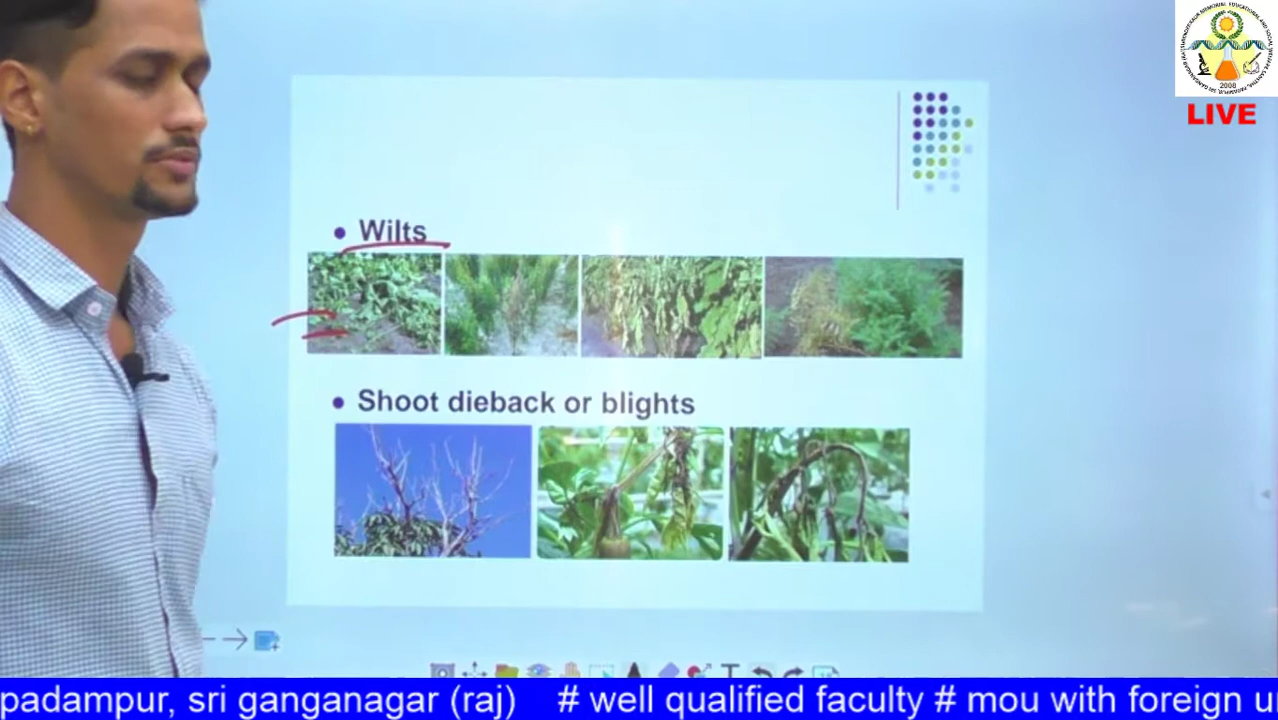 2008
LIVE
Wilts
Shoot dieback or blights
padampur, sri ganganagar (raj) # well qualified faculty # mou with foreign